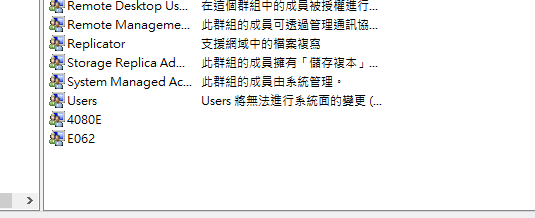 Remote Desktop Us... 在這個群組中的成員被授權進行...
Remote Manageme... 此群組的成員可透過管理通訊協...
Replicator 支援網域中的檔案複寫
Storage Replica Ad... 此群組的成員擁有「儲存複本」...
System Managed Ac... 此群組的成員由系統管理。
Users Users 將無法進行系統面的變更 (...
4080E
E062